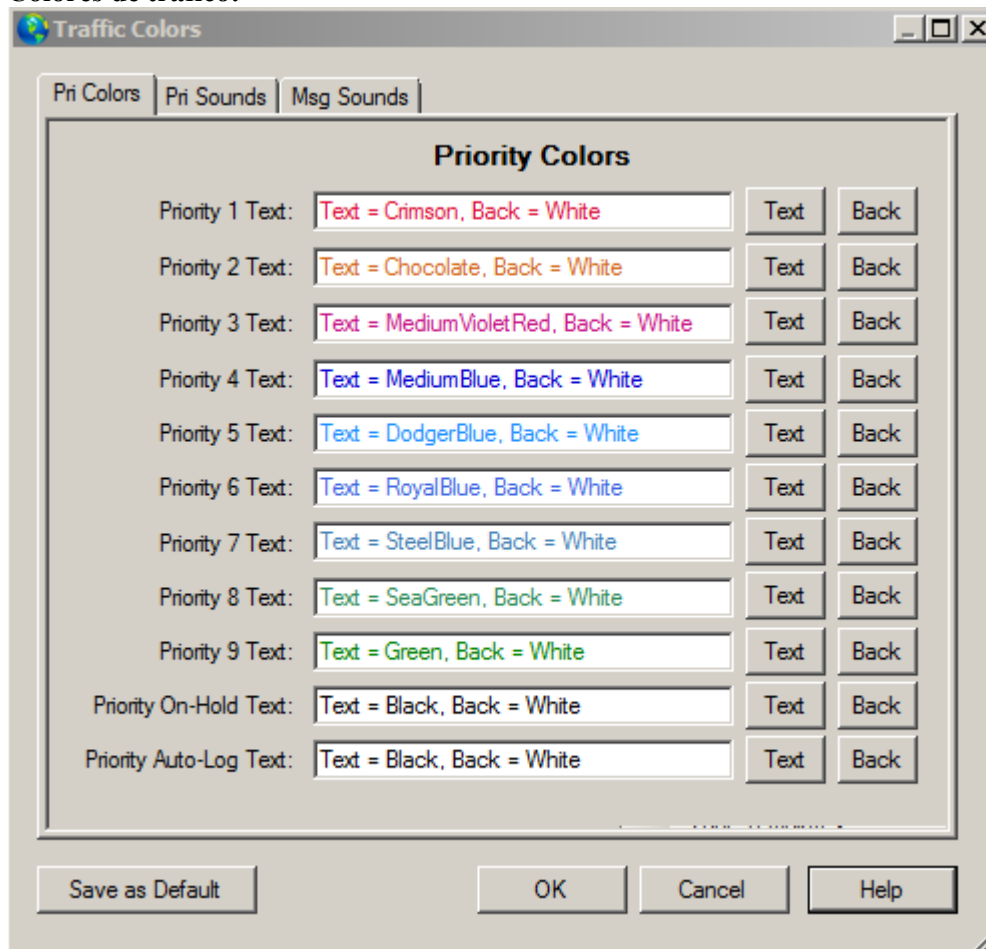 Colores de tráfico:
Traffic Colors
Pri Colors Pri Sounds Msg Sounds
Priority Colors
Priority 1 Text: Text = Crimson, Back = White Text Back
Priority 2 Text: Text = Chocolate, Back = White Text Back
Priority 3 Text: Text = MediumVioletRed, Back = White Text Back
Priority 4 Text: Text = MediumBlue, Back = White Text Back
Priority 5 Text: Text = DodgerBlue, Back = White Text Back
Priority 6 Text: Text = RoyalBlue, Back = White Text Back
Priority 7 Text: Text = SteelBlue, Back = White Text Back
Priority 8 Text: Text = SeaGreen, Back = White Text Back
Priority 9 Text: Text = Green, Back = White Text Back
Priority On-Hold Text: Text = Black, Back = White Text Back
Priority Auto-Log Text: Text = Black, Back = White Text Back
Save as Default OK Cancel Help